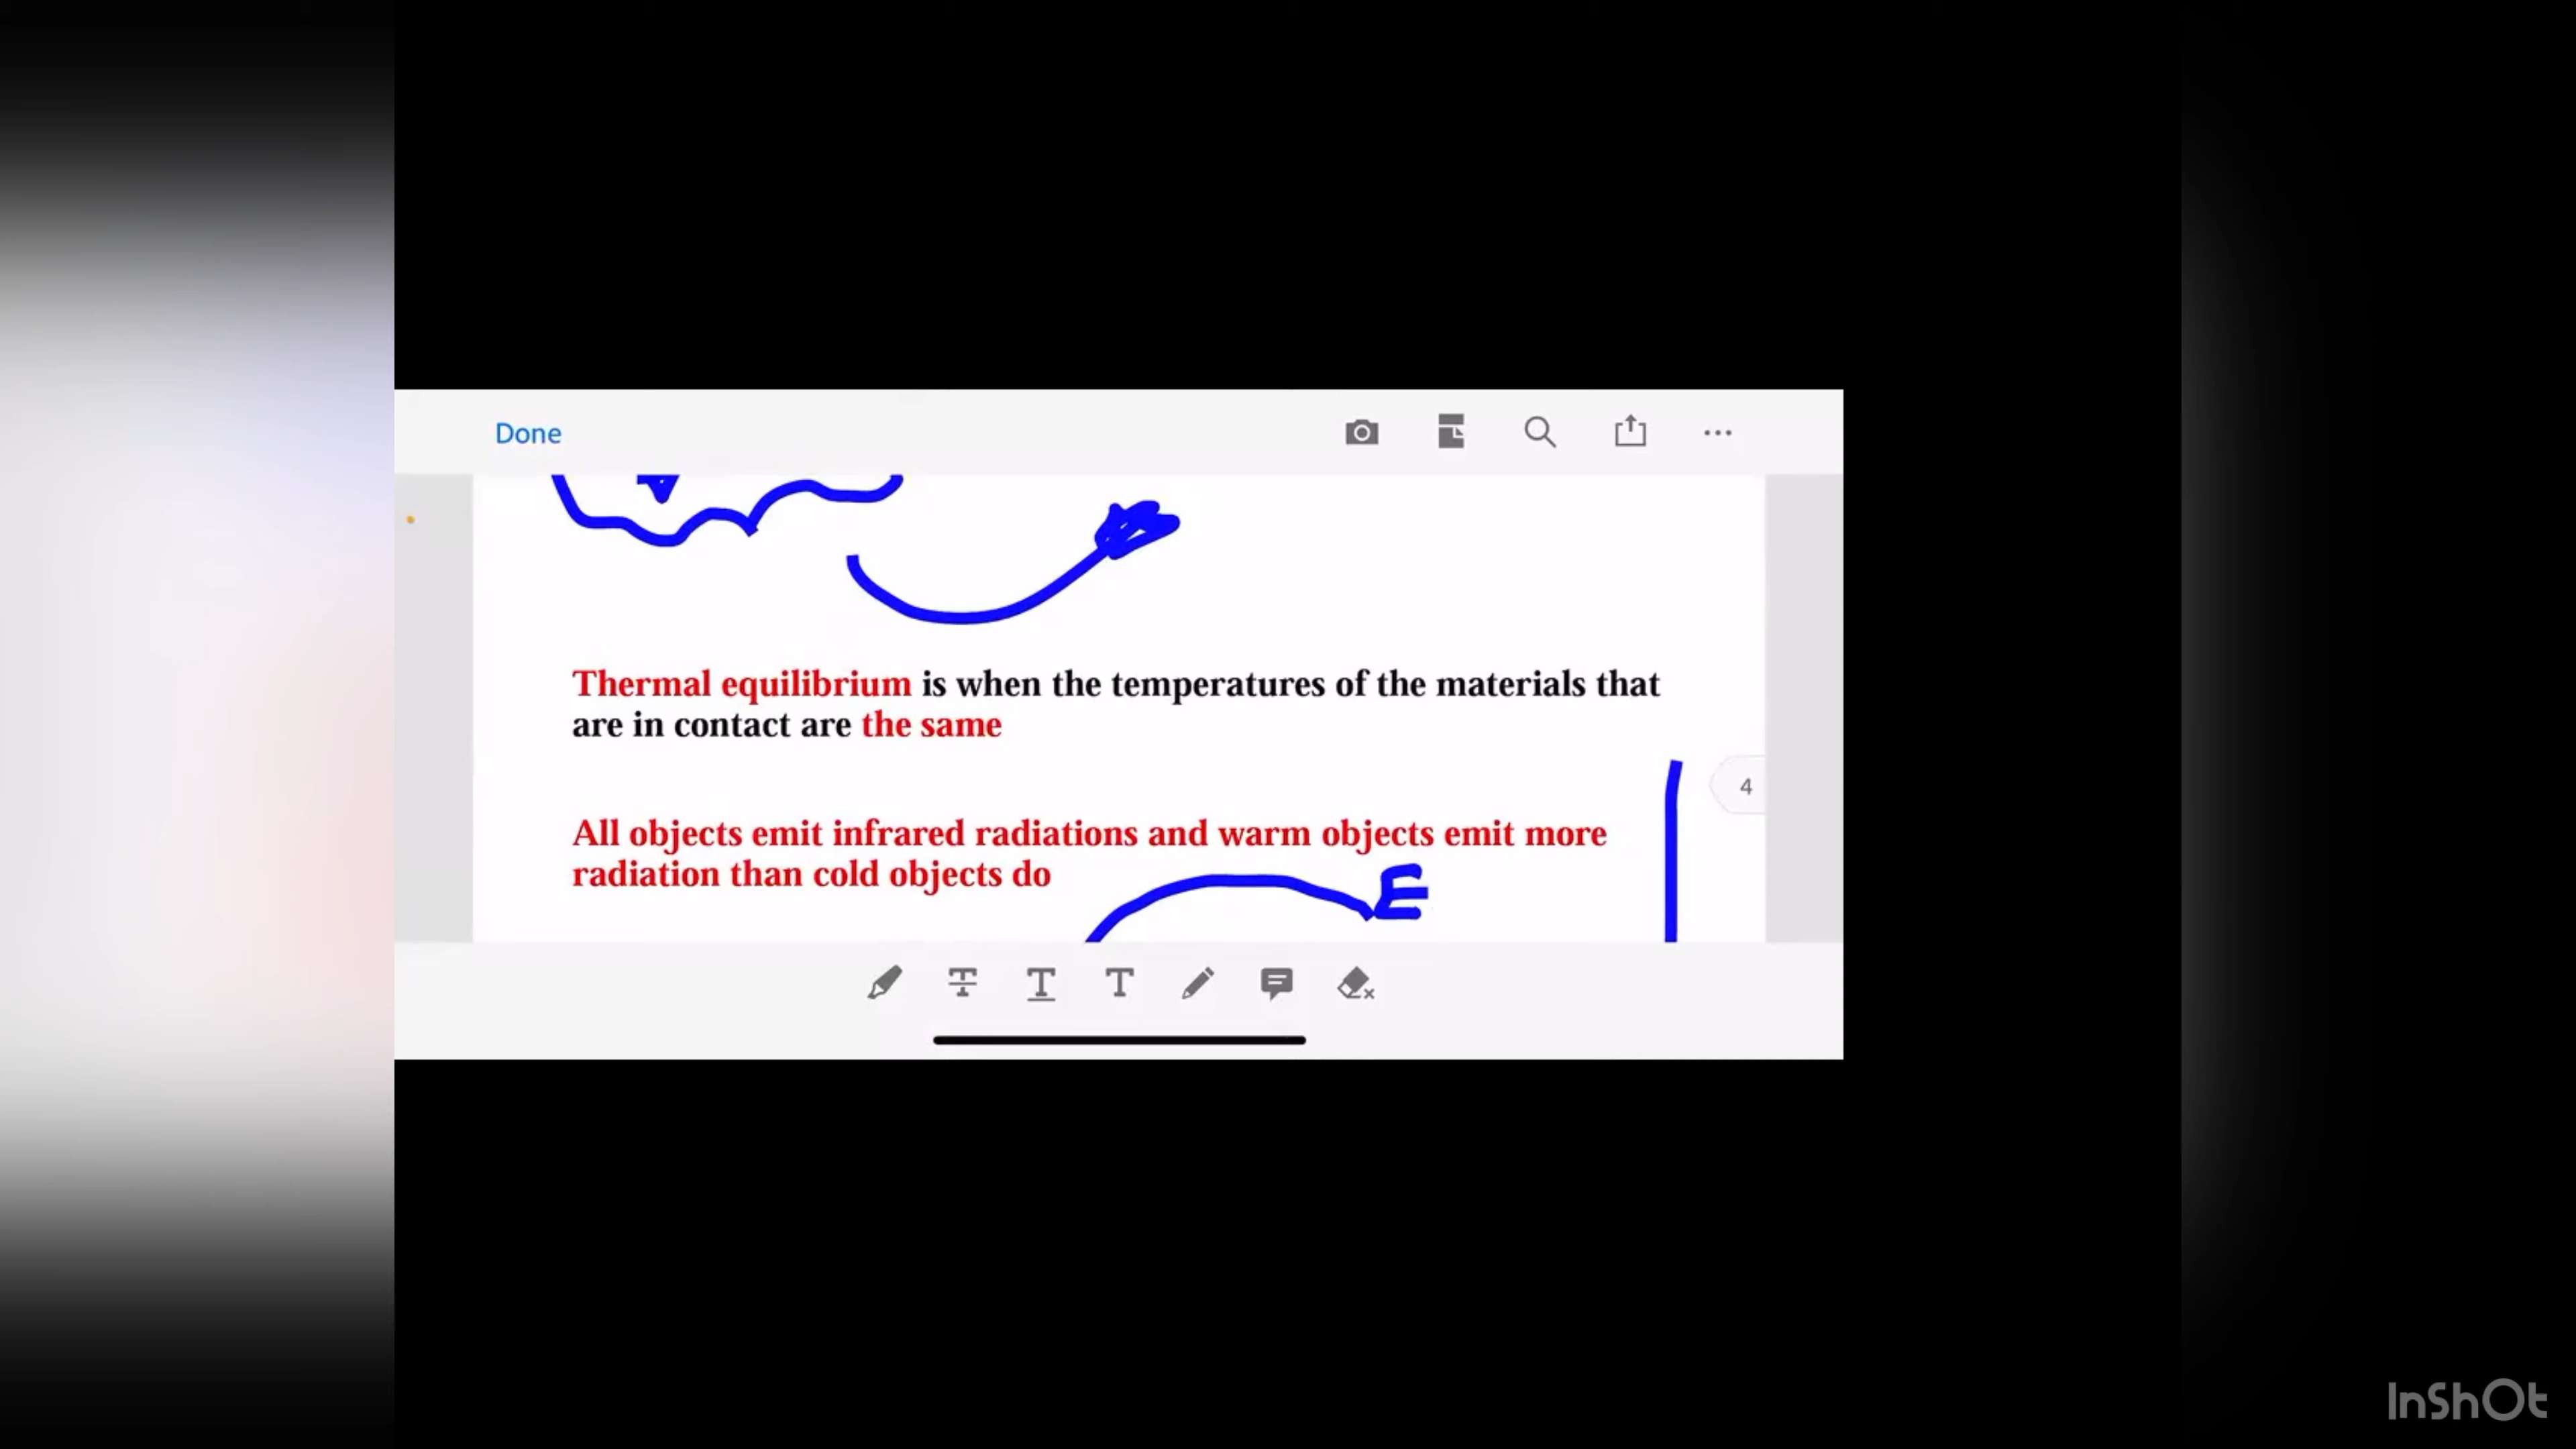 Done
Thermal equilibrium is when the temperatures of the materials that
are in contact are the same
4
All objects emit infrared radiations and warm objects emit more
radiation than cold objects do
E
InShOt